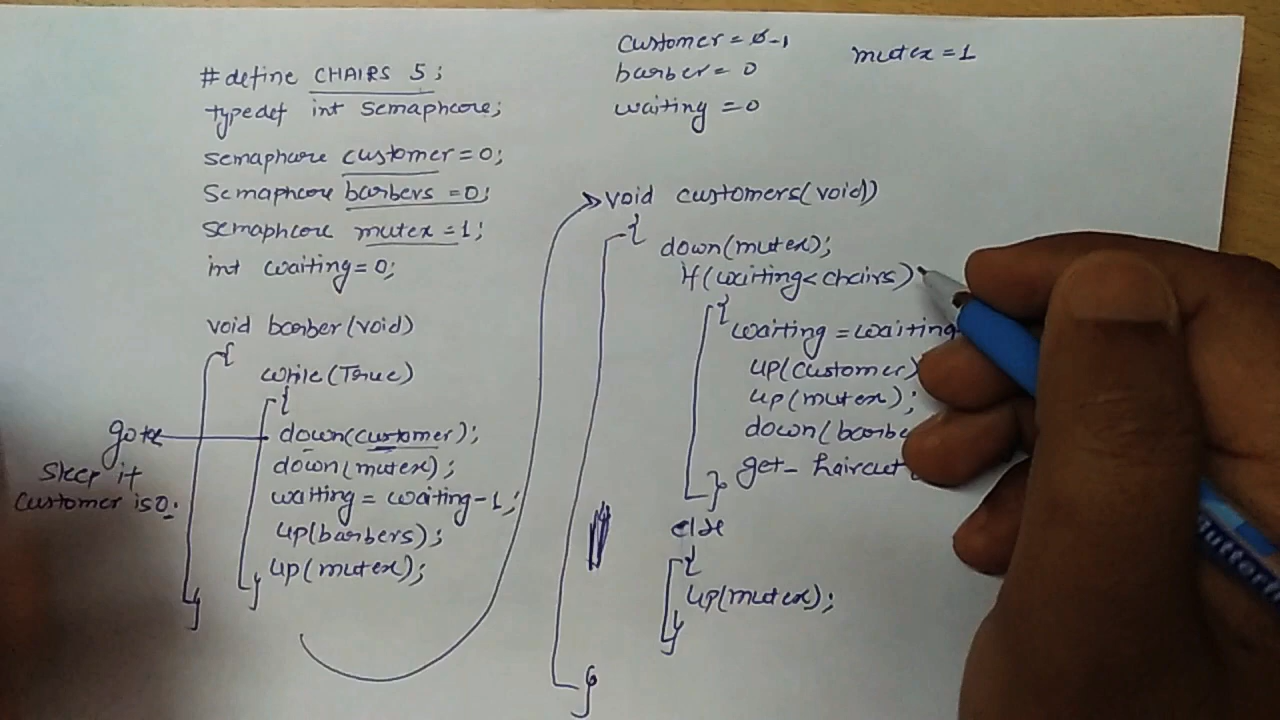 #define CHAIRS 5;
typedef int Semaphore;
semaphore customer=0;
Semaphore barbers=0;
semaphore mutex=1;
int waiting=0;
void barber(void)
{
while(True)
{
down(customer);
down(mutex);
waiting = waiting-1;
up(barbers);
up(mutex);
}
}
goto
sleep if
customer is 0.
customer = 0 -1
barber = 0
waiting = 0
mutex = 1
void customers(void)
{
down(mutex);
If(waiting<chairs)
{
waiting = waiting
up(customer)
up(mutex);
down(barbe
get_haircut(
}
else
{
up(mutex);
}
}